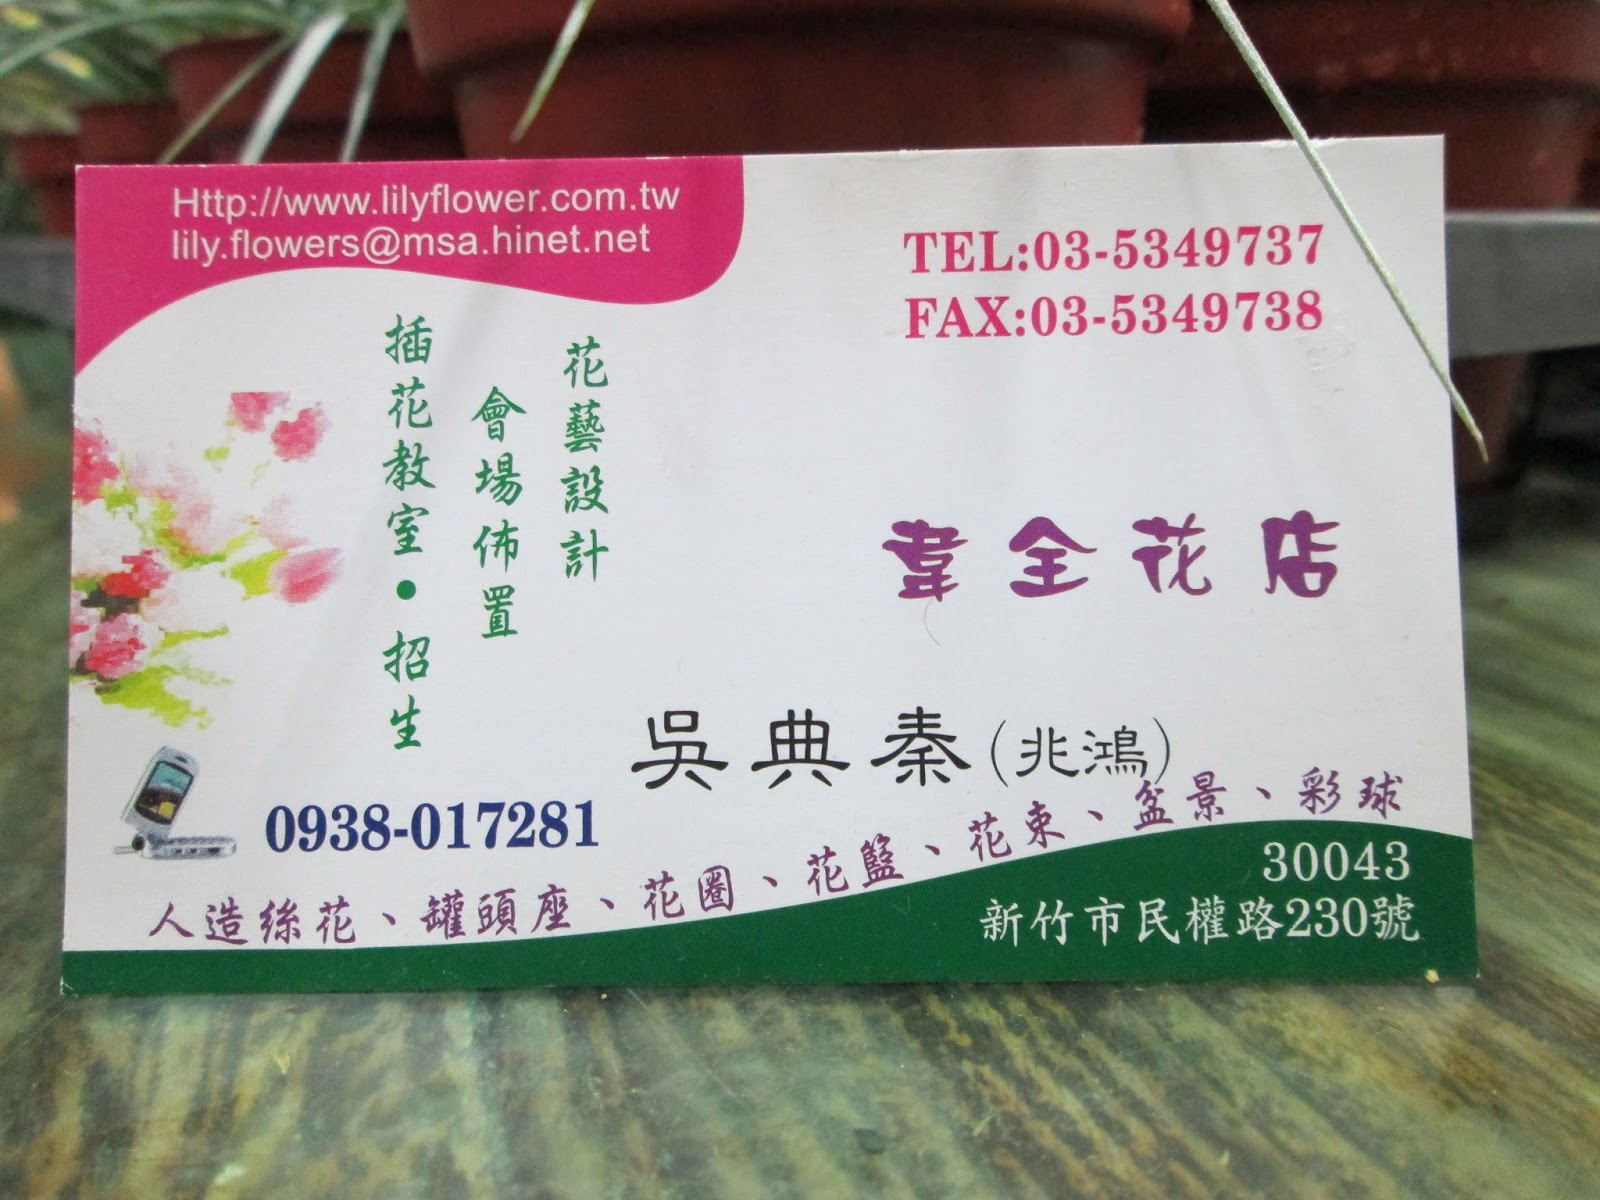 Http://www.lilyflower.com.tw
lily.flowers@msa.hinet.net
TEL:03-5349737
FAX:03-5349738
花藝設計
會場佈置
插花教室•招生
韋全花店
吳典秦(兆鴻)
0938-017281
人造絲花、罐頭座、花圈、花籃、花束、盆景、彩球
30043
新竹市民權路230號